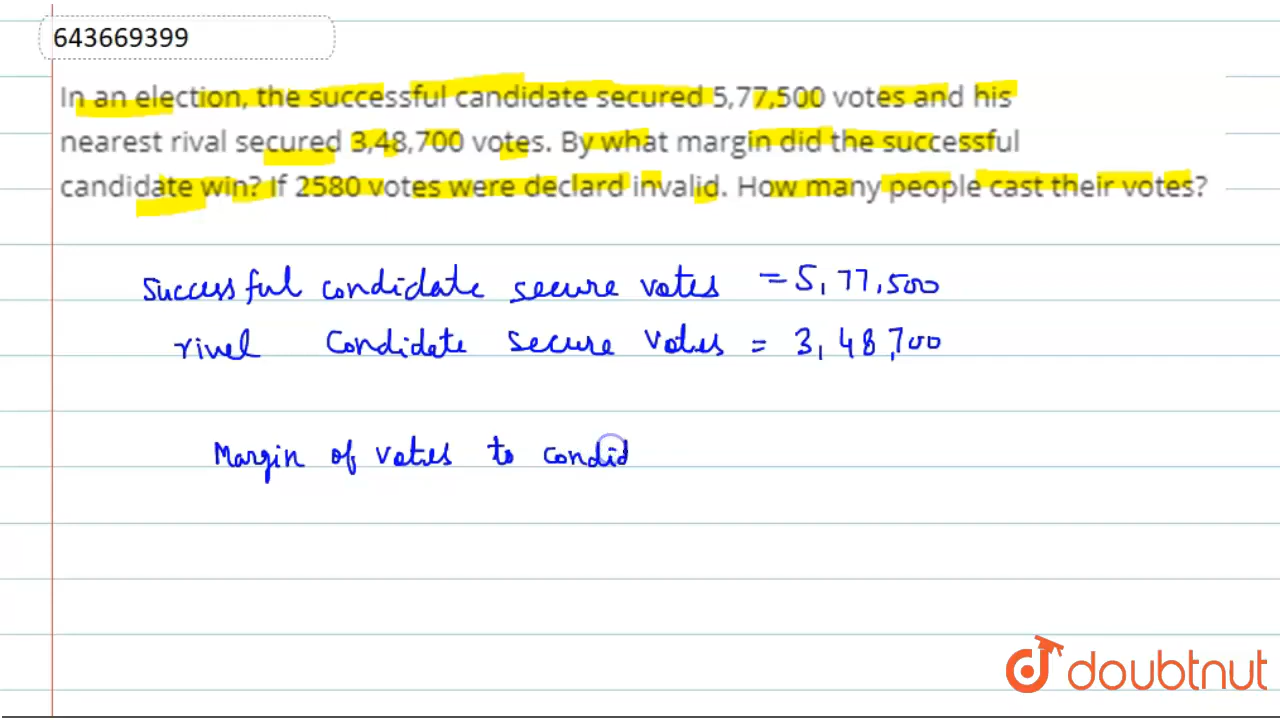 643669399
In an election, the successful candidate secured 5,77,500 votes and his
nearest rival secured 3,48,700 votes. By what margin did the successful
candidate win? If 2580 votes were declard invalid. How many people cast their votes?
Successful condidate secure votes = 5,77,500
rivel Condidate secure Votes = 3,48,700
Margin of votes to condid
doubtnut